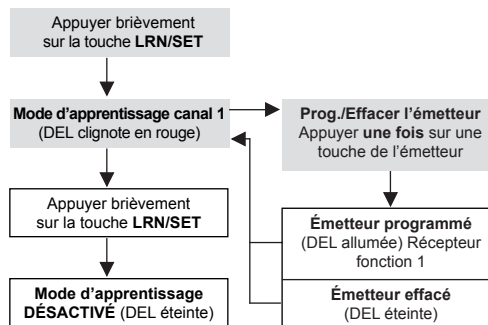 Appuyer brièvement
sur la touche LRN/SET
Mode d'apprentissage canal 1
(DEL clignote en rouge)
Prog./Effacer l'émetteur
Appuyer une fois sur une
touche de l'émetteur
Appuyer brièvement
sur la touche LRN/SET
Émetteur programmé
(DEL allumée) Récepteur
fonction 1
Mode d'apprentissage
DÉSACTIVÉ (DEL éteinte)
Émetteur effacé
(DEL éteinte)